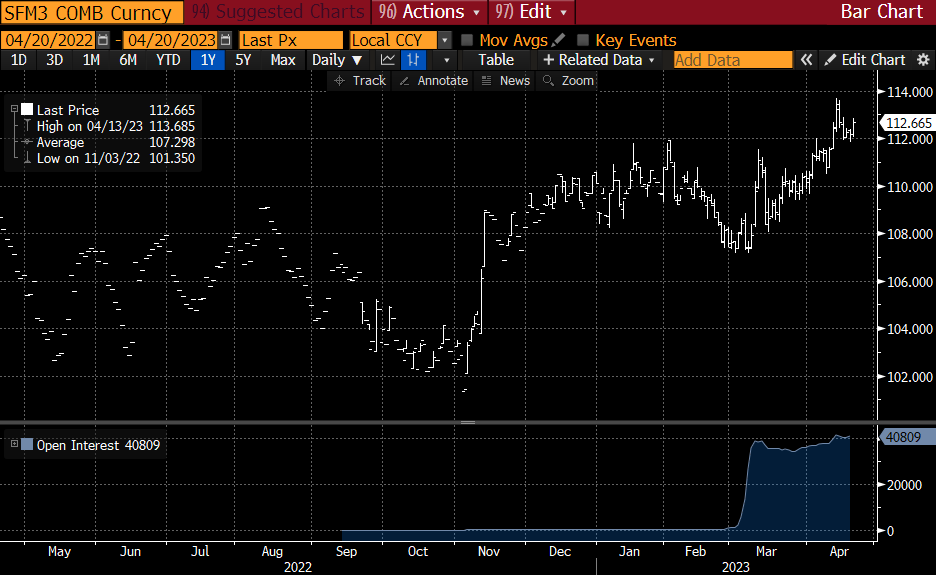 SFM3 COMB Curncy 94) Suggested Charts 96) Actions 97) Edit Bar Chart
04/20/2022 - 04/20/2023 Last Px Local CCY Mov Avgs Key Events
1D 3D 1M 6M YTD 1Y 5Y Max Daily ▼ Table + Related Data Add Data « Edit Chart
Track Annotate News Zoom
Last Price 112.665
High on 04/13/23 113.685
Average 107.298
Low on 11/03/22 101.350
114.000
112.665
112.000
110.000
108.000
106.000
104.000
102.000
Open Interest 40809
40809
20000
0
May Jun Jul Aug Sep Oct Nov Dec Jan Feb Mar Apr
2022 2023